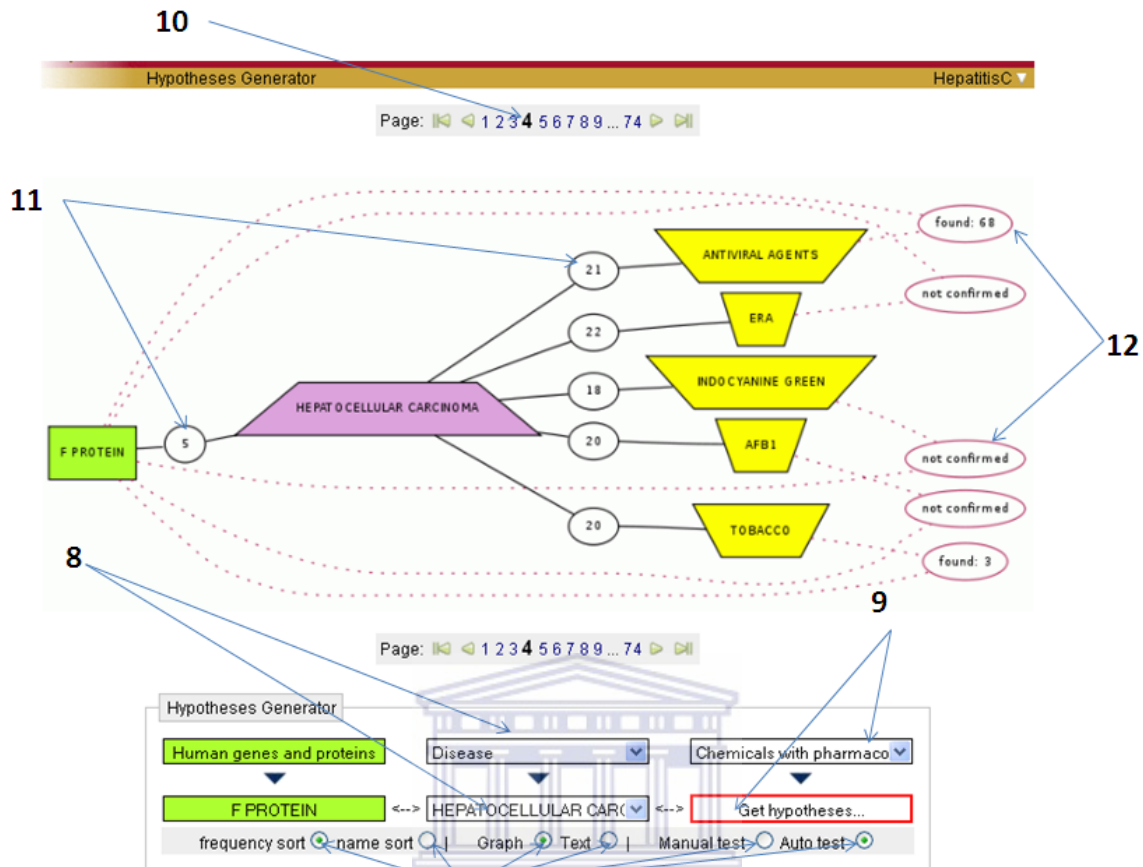 10
Hypotheses Generator HepatitisC
Page: 1 2 3 4 5 6 7 8 9 ... 74
11
found: 68
21 ANTIVIRAL AGENTS
not confirmed
ERA
22
12
INDOCYANINE GREEN
18
HEPATOCELLULAR CARCINOMA
20 AFB1
5
F PROTEIN
not confirmed
not confirmed
20 TOBACCO
8
found: 3
9
Page: 1 2 3 4 5 6 7 8 9 ... 74
Hypotheses Generator
Human genes and proteins Disease Chemicals with pharmaco
F PROTEIN <--> HEPATOCELLULAR CARC <--> Get hypotheses...
frequency sort name sort | Graph Text | Manual test Auto test